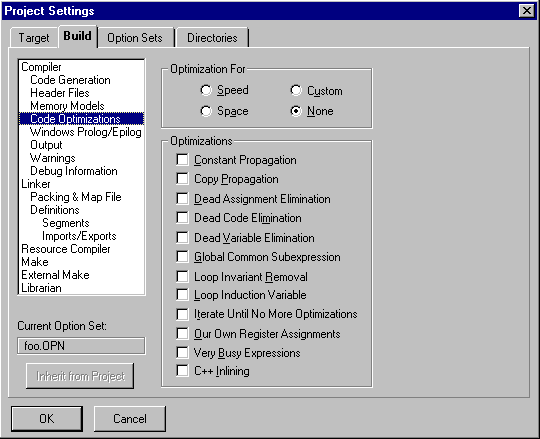 Project Settings
Target Build Option Sets Directories
Compiler
Code Generation
Header Files
Memory Models
Code Optimizations
Windows Prolog/Epilog
Output
Warnings
Debug Information
Linker
Packing & Map File
Definitions
Segments
Imports/Exports
Resource Compiler
Make
External Make
Librarian
Current Option Set:
foo.OPN
Inherit from Project
Optimization For
Speed Custom
Space None
Optimizations
Constant Propagation
Copy Propagation
Dead Assignment Elimination
Dead Code Elimination
Dead Variable Elimination
Global Common Subexpression
Loop Invariant Removal
Loop Induction Variable
Iterate Until No More Optimizations
Our Own Register Assignments
Very Busy Expressions
C++ Inlining
OK Cancel